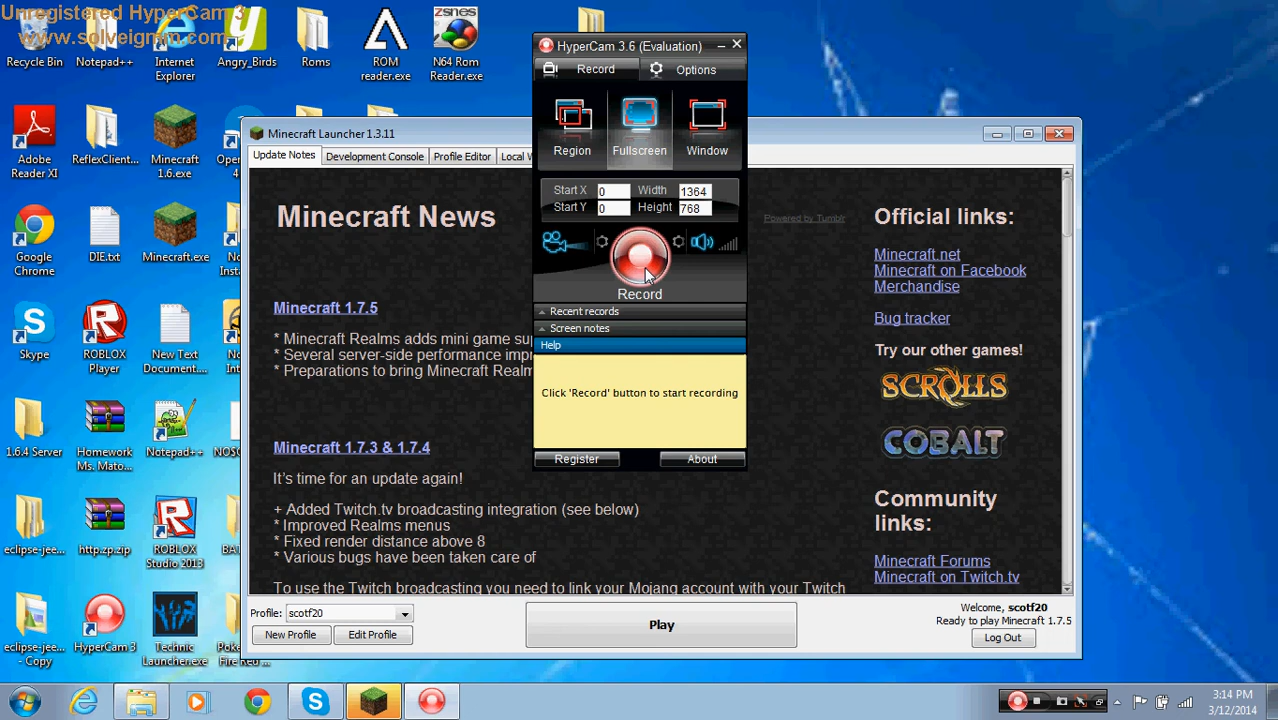 Unregistered HyperCam 3
www.solveigmm.com
Recycle Bin
Notepad++
Internet
Explorer
Angry_Birds
Roms
ROM
reader.exe
zsnes
N64 Rom
Reader.exe
Adobe
Reader XI
ReflexClient...
Minecraft
1.6.exe
Google
Chrome
DIE.txt
Minecraft.exe
Skype
ROBLOX
Player
New Text
Document....
1.6.4 Server
Homework
Ms. Mato...
Notepad++
eclipse-jee...
http.zp.zip
ROBLOX
Studio 2013
eclipse-jee...
- Copy
HyperCam 3
Technic
Launcher.exe
HyperCam 3.6 (Evaluation)
Record
Options
Region
Fullscreen
Window
Start X 0 Width 1364
Start Y 0 Height 768
Record
Recent records
Screen notes
Help
Click 'Record' button to start recording
Register
About
Minecraft Launcher 1.3.11
Update Notes
Development Console
Profile Editor
Local
Minecraft News
Powered by Tumblr
Minecraft 1.7.5
* Minecraft Realms adds mini game
* Several server-side performance
* Preparations to bring Minecraft
Minecraft 1.7.3 & 1.7.4
It's time for an update again!
+ Added Twitch.tv broadcasting integration (see below)
* Improved Realms menus
* Fixed render distance above 8
* Various bugs have been taken care of
To use the Twitch broadcasting you need to link your Mojang account with your Twitch
Official links:
Minecraft.net
Minecraft on Facebook
Merchandise
Bug tracker
Try our other games!
SCROLLS
COBALT
Community
links:
Minecraft Forums
Minecraft on Twitch.tv
Profile: scotf20
New Profile
Edit Profile
Play
Welcome, scotf20
Ready to play Minecraft 1.7.5
Log Out
3:14 PM
3/12/2014